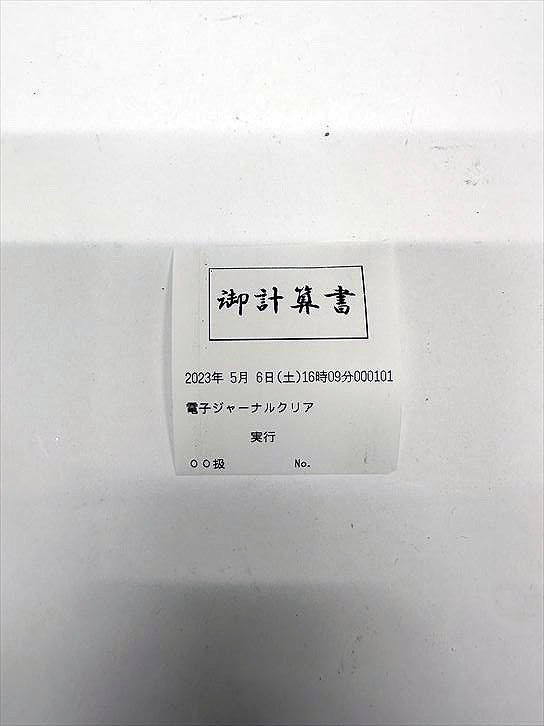 御計算書
2023年 5月 6日(土)16時09分000101
電子ジャーナルクリア
実行
〇〇扱 No.